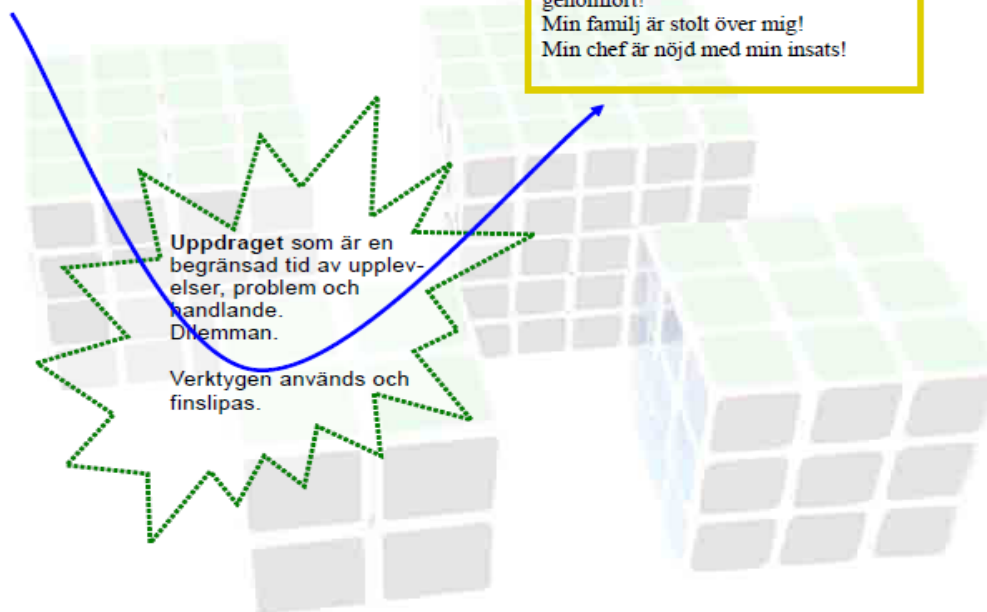 genomfört!
Min familj är stolt över mig!
Min chef är nöjd med min insats!
Uppdraget som är en
begränsad tid av upplev-
elser, problem och
handlande.
Dilemman.
Verktygen används och
finslipas.